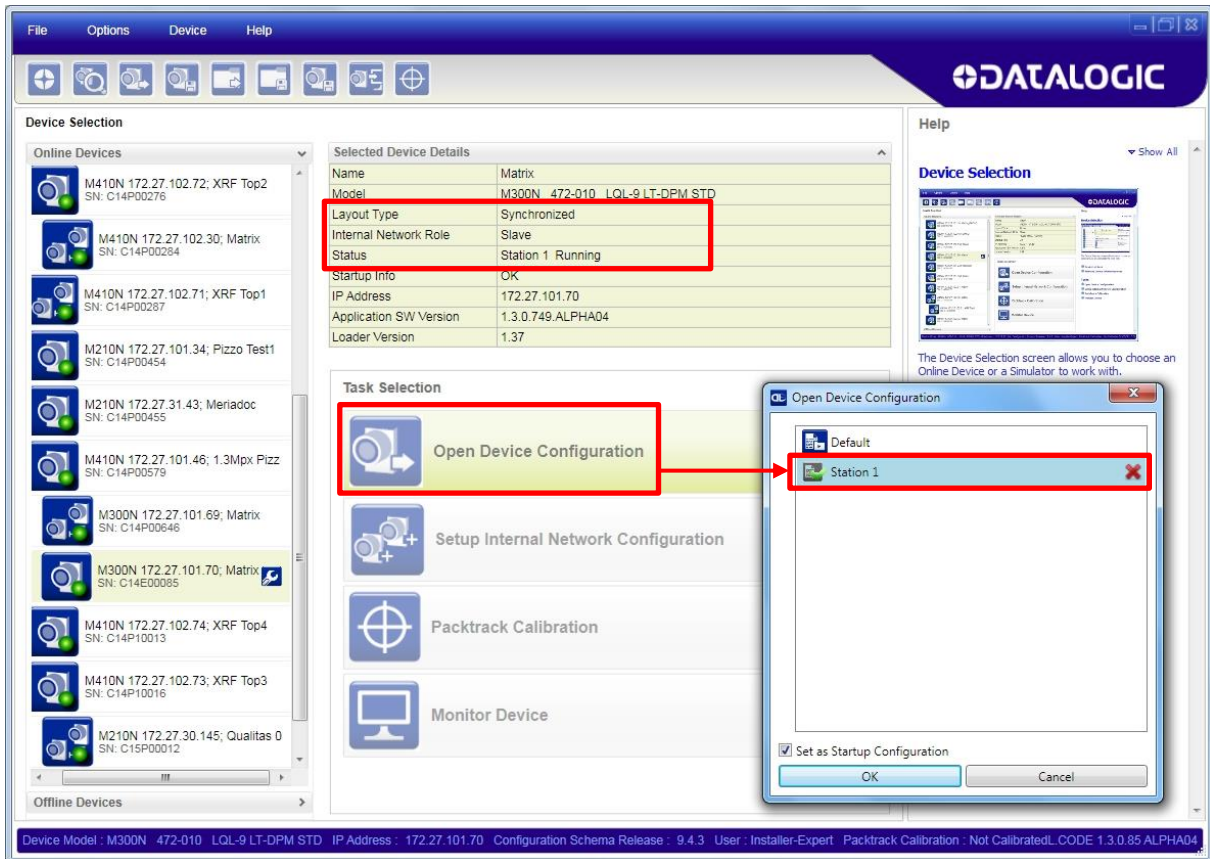 File Options Device Help
DATALOGIC
Device Selection
Online Devices
M410N 172.27.102.72; XRF Top2
SN: C14P00276
M410N 172.27.102.30; Matrix
SN: C14P00284
M410N 172.27.102.71; XRF Top1
SN: C14P00287
M210N 172.27.101.34; Pizzo Test1
SN: C14P00454
M210N 172.27.31.43; Meriadoc
SN: C14P00455
M410N 172.27.101.46; 1.3Mpx Pizz
SN: C14P00579
M300N 172.27.101.69; Matrix
SN: C14P00646
M300N 172.27.101.70; Matrix
SN: C14E00085
M410N 172.27.102.74; XRF Top4
SN: C14P10013
M410N 172.27.102.73; XRF Top3
SN: C14P10016
M210N 172.27.30.145; Qualitas 0
SN: C15P00012
Offline Devices
Selected Device Details
Name Matrix
Model M300N 472-010 LQL-9 LT-DPM STD
Layout Type Synchronized
Internal Network Role Slave
Status Station 1 Running
Startup Info OK
IP Address 172.27.101.70
Application SW Version 1.3.0.749.ALPHA04
Loader Version 1.37
Task Selection
Open Device Configuration
Setup Internal Network Configuration
Packtrack Calibration
Monitor Device
Help
Show All
Device Selection
The Device Selection screen allows you to choose an
Online Device or a Simulator to work with.
Open Device Configuration
Default
Station 1
Set as Startup Configuration
OK Cancel
Device Model : M300N 472-010 LQL-9 LT-DPM STD IP Address : 172.27.101.70 Configuration Schema Release : 9.4.3 User : Installer-Expert Packtrack Calibration : Not CalibratedL.CODE 1.3.0.85 ALPHA04